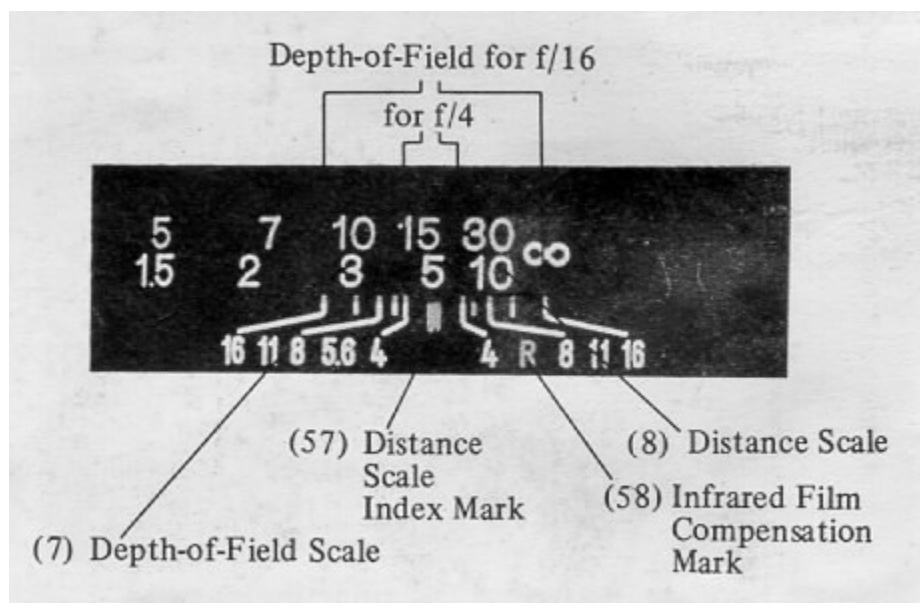 Depth-of-Field for f/16
for f/4
5 7 10 15 30 ∞
1.5 2 3 5 10
16 11 8 5.6 4 4 R 8 11 16
(57) Distance
Scale
Index Mark
(8) Distance Scale
(58) Infrared Film
Compensation
Mark
(7) Depth-of-Field Scale